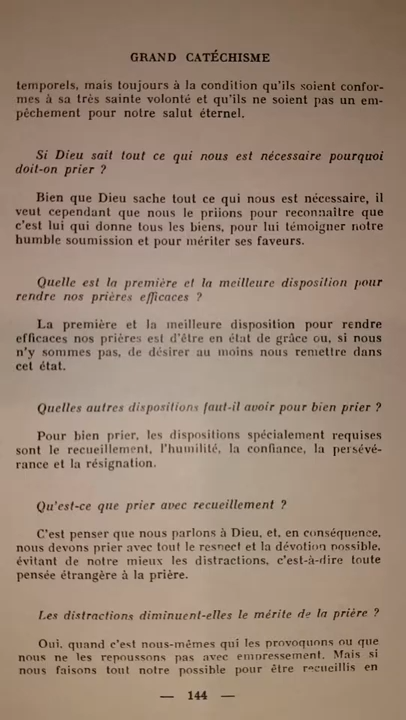 GRAND CATÉCHISME
temporels, mais toujours à la condition qu'ils soient confor-
mes à sa très sainte volonté et qu'ils ne soient pas un em-
pêchement pour notre salut éternel.
Si Dieu sait tout ce qui nous est nécessaire pourquoi
doit-on prier ?
Bien que Dieu sache tout ce qui nous est nécessaire, il
veut cependant que nous le priions pour reconnaître que
c'est lui qui donne tous les biens, pour lui témoigner notre
humble soumission et pour mériter ses faveurs.
Quelle est la première et la meilleure disposition pour
rendre nos prières efficaces ?
La première et la meilleure disposition pour rendre
efficaces nos prières est d'être en état de grâce ou, si nous
n'y sommes pas, de désirer au moins nous remettre dans
cet état.
Quelles autres dispositions faut-il avoir pour bien prier ?
Pour bien prier, les dispositions spécialement requises
sont le recueillement, l'humilité, la confiance, la persévé-
rance et la résignation.
Qu'est-ce que prier avec recueillement ?
C'est penser que nous parlons à Dieu, et, en conséquence,
nous devons prier avec tout le respect et la dévotion possible,
évitant de notre mieux les distractions, c'est-à-dire toute
pensée étrangère à la prière.
Les distractions diminuent-elles le mérite de la prière ?
Oui, quand c'est nous-mêmes qui les provoquons ou que
nous ne les repoussons pas avec empressement. Mais si
nous faisons tout notre possible pour être recueillis en
— 144 —